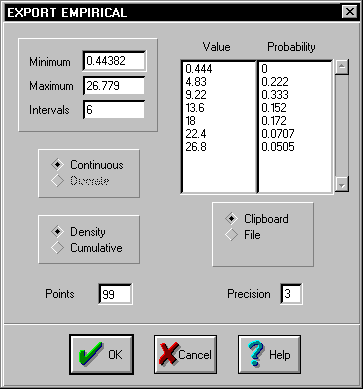 EXPORT EMPIRICAL
Minimum 0.44382
Maximum 26.779
Intervals 6
Value Probability
0.444 0
4.83 0.222
9.22 0.333
13.6 0.152
18 0.172
22.4 0.0707
26.8 0.0505
Continuous
Discrete
Density
Cumulative
Clipboard
File
Points 99
Precision 3
OK
Cancel
? Help